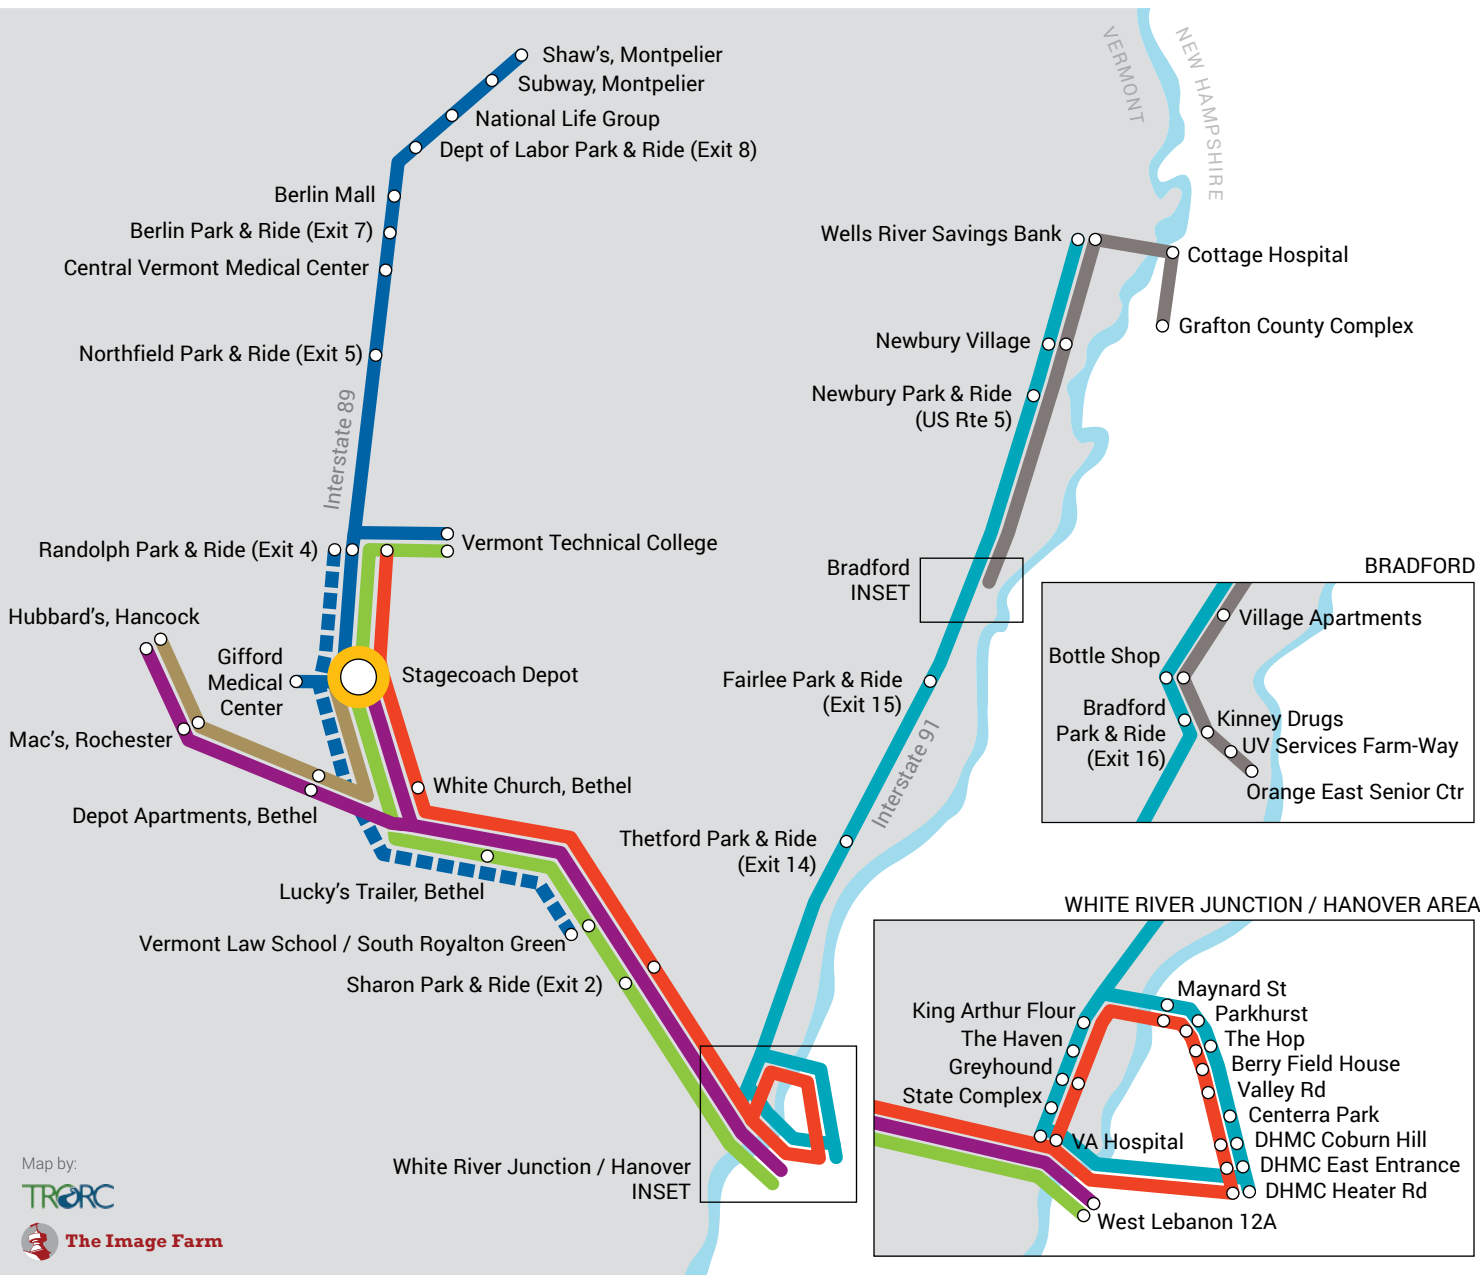 VERMONT
NEW HAMPSHIRE
Shaw's, Montpelier
Subway, Montpelier
National Life Group
Dept of Labor Park & Ride (Exit 8)
Berlin Mall
Berlin Park & Ride (Exit 7)
Central Vermont Medical Center
Northfield Park & Ride (Exit 5)
Interstate 89
Randolph Park & Ride (Exit 4)
Vermont Technical College
Hubbard's, Hancock
Gifford
Medical
Center
Stagecoach Depot
Mac's, Rochester
White Church, Bethel
Depot Apartments, Bethel
Lucky's Trailer, Bethel
Vermont Law School / South Royalton Green
Sharon Park & Ride (Exit 2)
White River Junction / Hanover
INSET
Wells River Savings Bank
Cottage Hospital
Grafton County Complex
Newbury Village
Newbury Park & Ride
(US Rte 5)
Bradford
INSET
Fairlee Park & Ride
(Exit 15)
Interstate 91
Thetford Park & Ride
(Exit 14)
BRADFORD
Village Apartments
Bottle Shop
Bradford
Park & Ride
(Exit 16)
Kinney Drugs
UV Services Farm-Way
Orange East Senior Ctr
WHITE RIVER JUNCTION / HANOVER AREA
King Arthur Flour
The Haven
Greyhound
State Complex
VA Hospital
Maynard St
Parkhurst
The Hop
Berry Field House
Valley Rd
Centerra Park
DHMC Coburn Hill
DHMC East Entrance
DHMC Heater Rd
West Lebanon 12A
Map by:
TRORC
The Image Farm